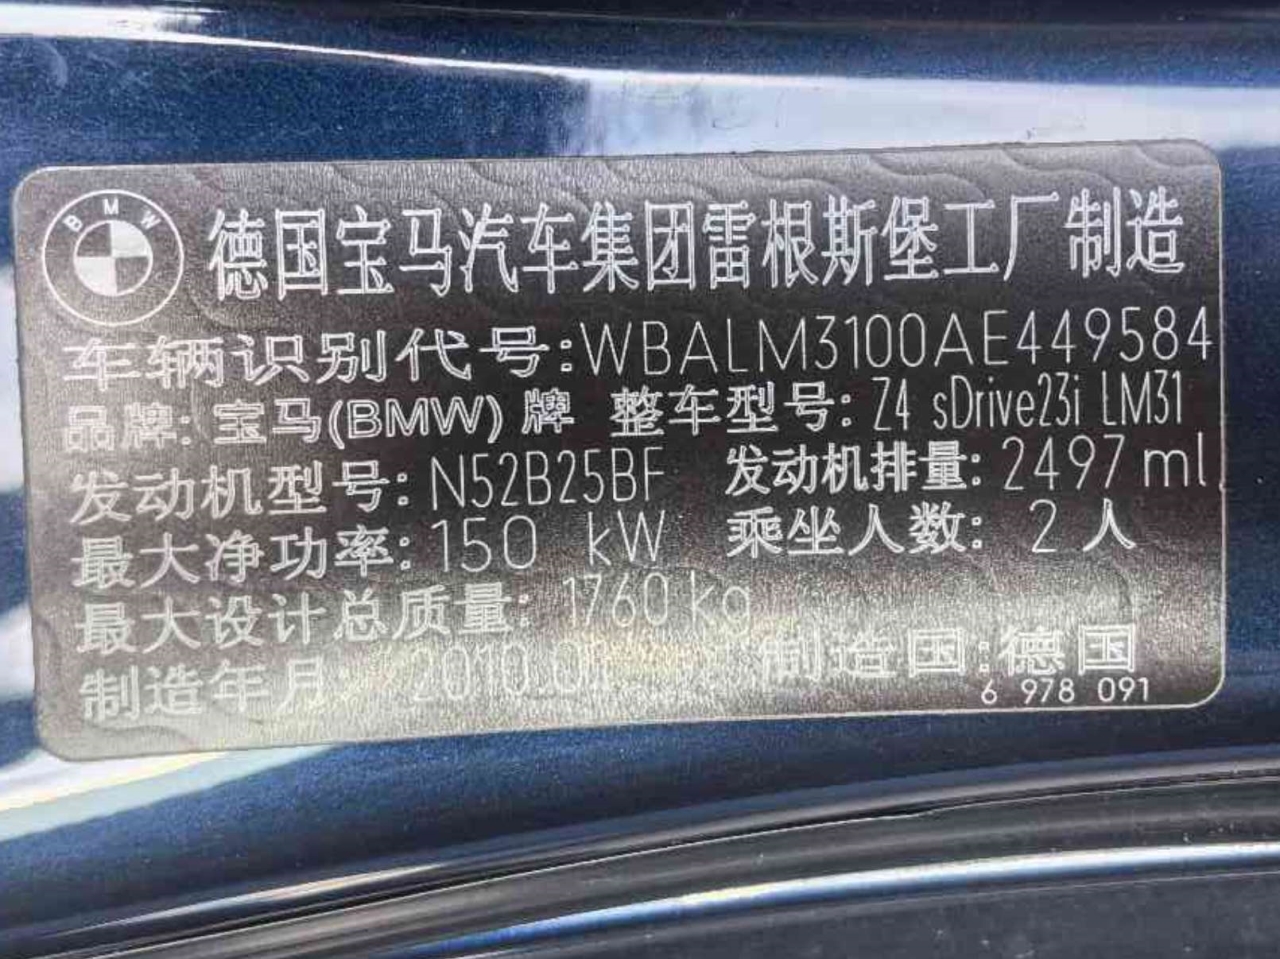 BMW
德国宝马汽车集团雷根斯堡工厂制造
车辆识别代号:WBALM3100AE449584
品牌: 宝马(BMW)牌 整车型号: Z4 sDrive23i LM31
发动机型号: N52B25BF 发动机排量: 2497 ml
最大净功率: 150 kW 乘坐人数: 2 人
最大设计总质量: 1760 kg
制造年月 2010 制造国: 德国
6 978 091